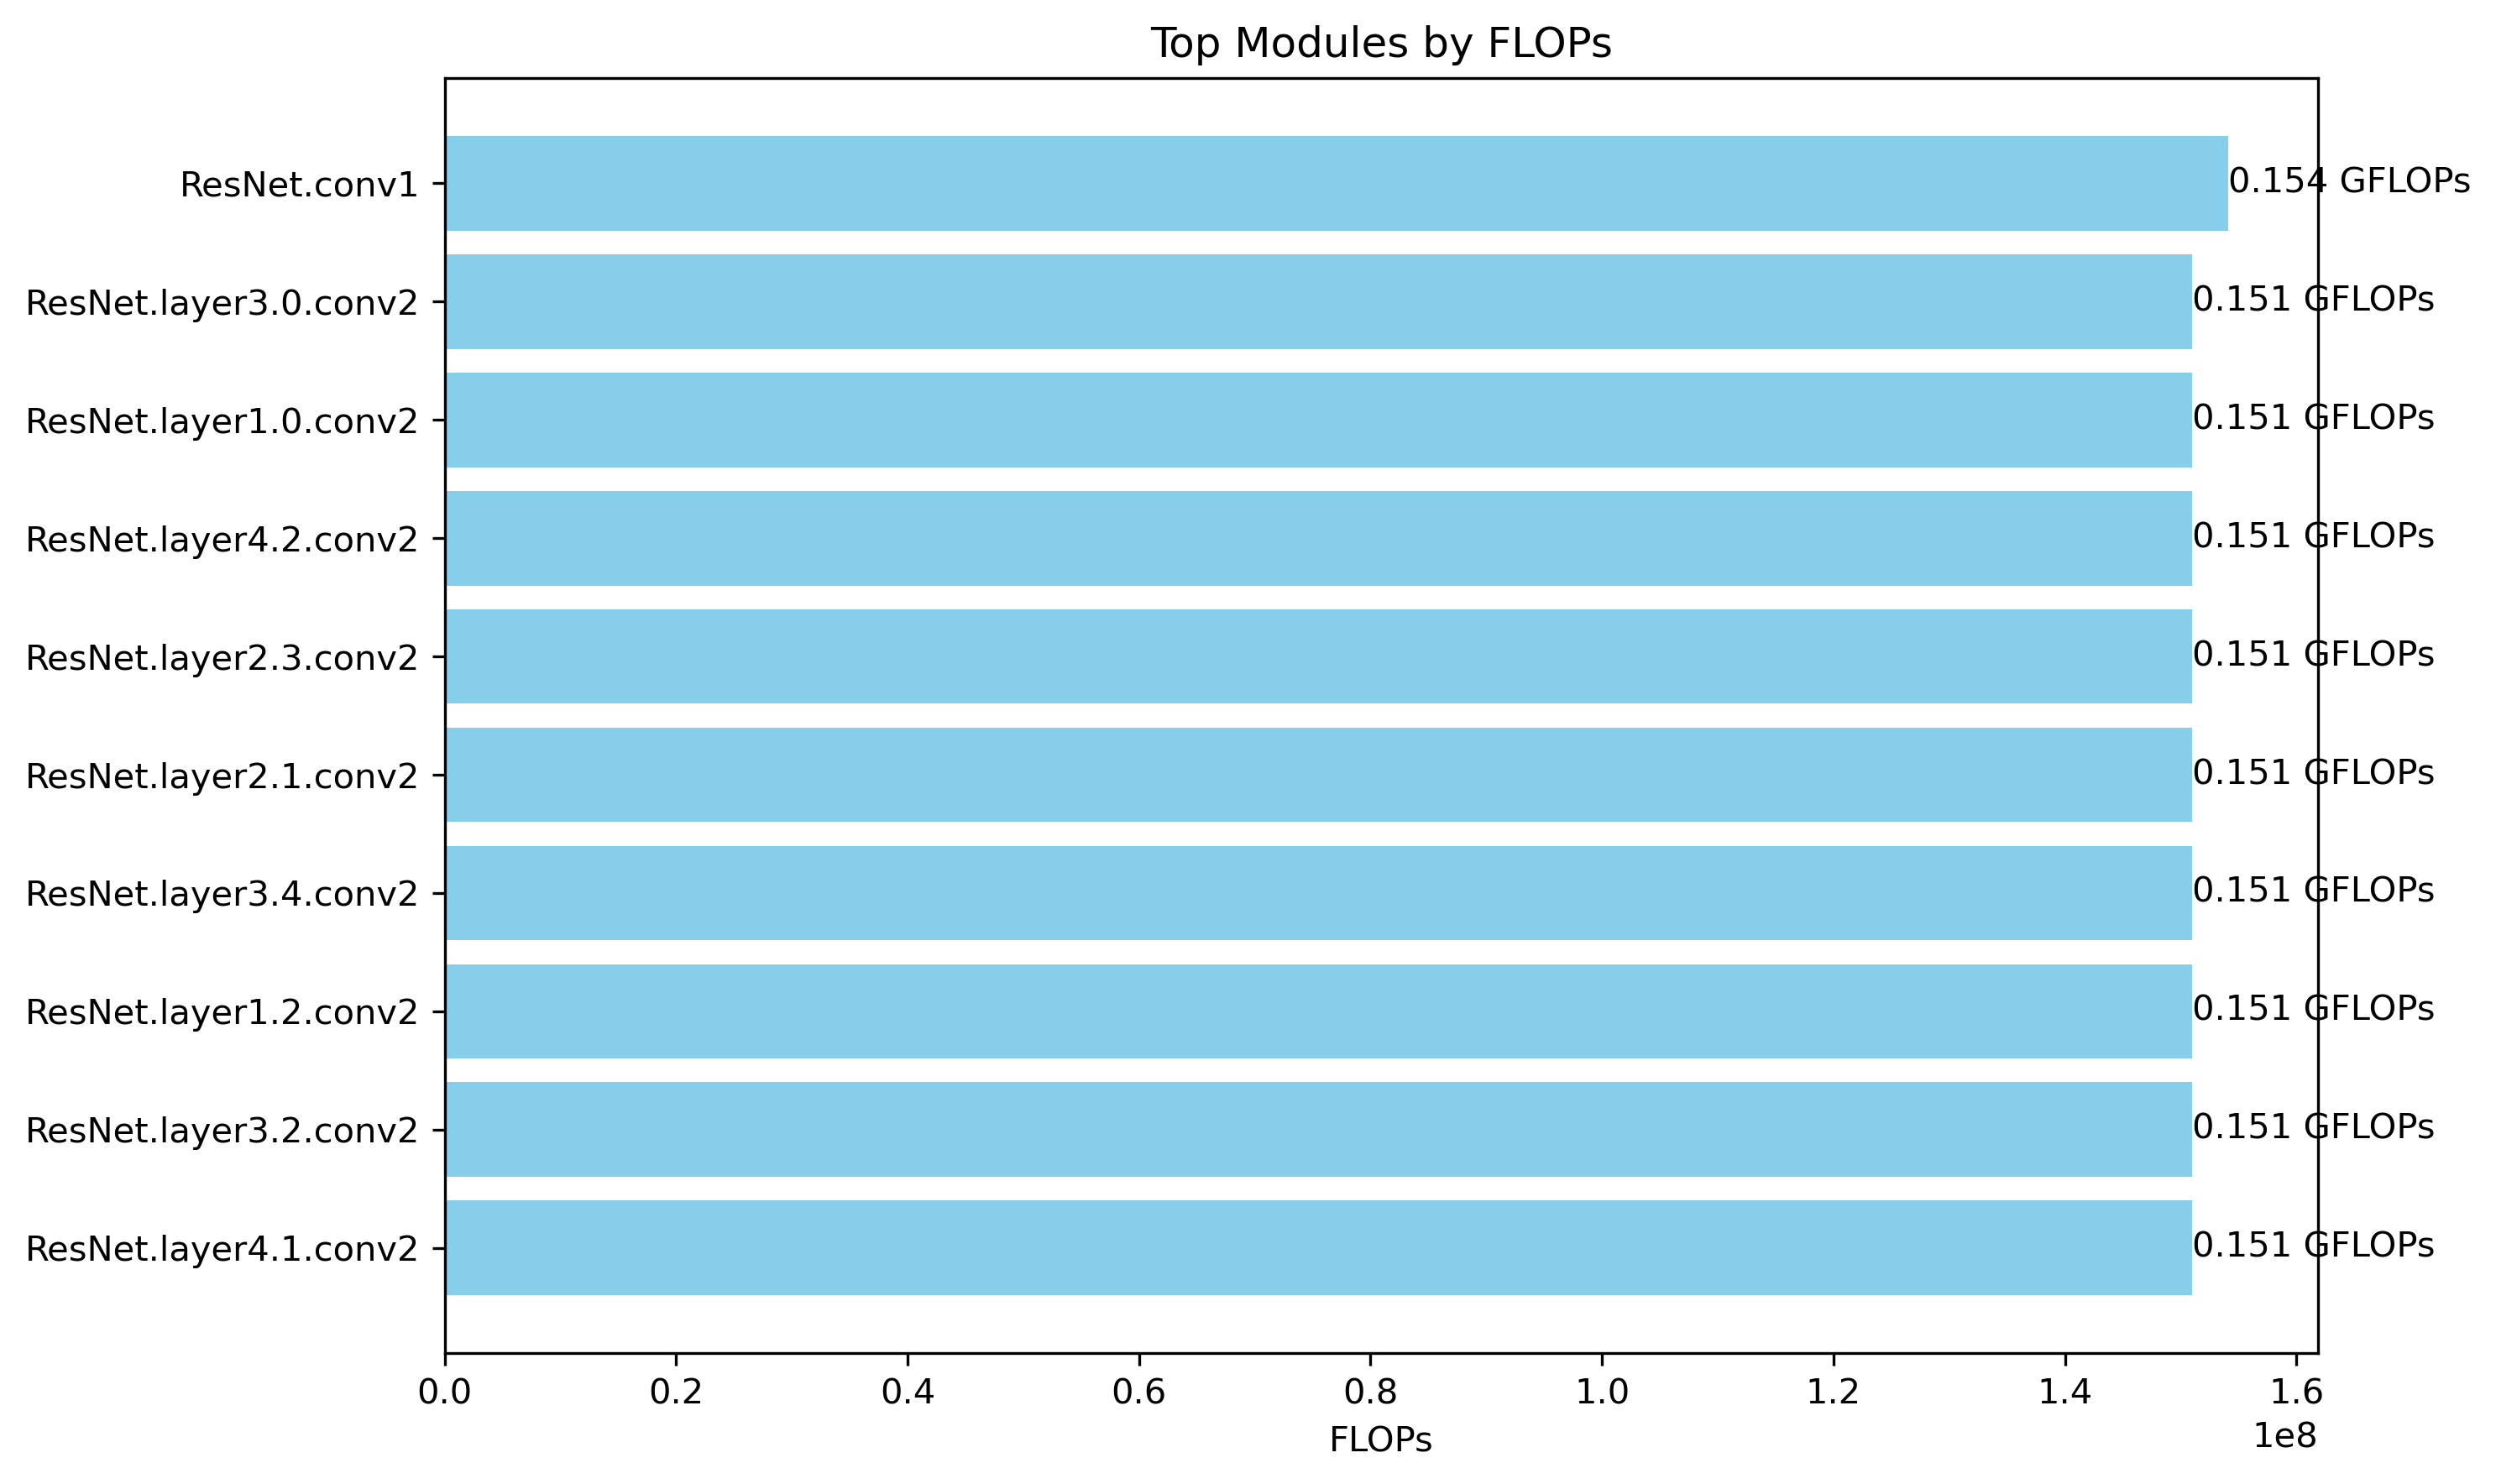 Top Modules by FLOPs
ResNet.conv1 0.154 GFLOPs
ResNet.layer3.0.conv2 0.151 GFLOPs
ResNet.layer1.0.conv2 0.151 GFLOPs
ResNet.layer4.2.conv2 0.151 GFLOPs
ResNet.layer2.3.conv2 0.151 GFLOPs
ResNet.layer2.1.conv2 0.151 GFLOPs
ResNet.layer3.4.conv2 0.151 GFLOPs
ResNet.layer1.2.conv2 0.151 GFLOPs
ResNet.layer3.2.conv2 0.151 GFLOPs
ResNet.layer4.1.conv2 0.151 GFLOPs
0.0 0.2 0.4 0.6 0.8 1.0 1.2 1.4 1.6
FLOPs 1e8